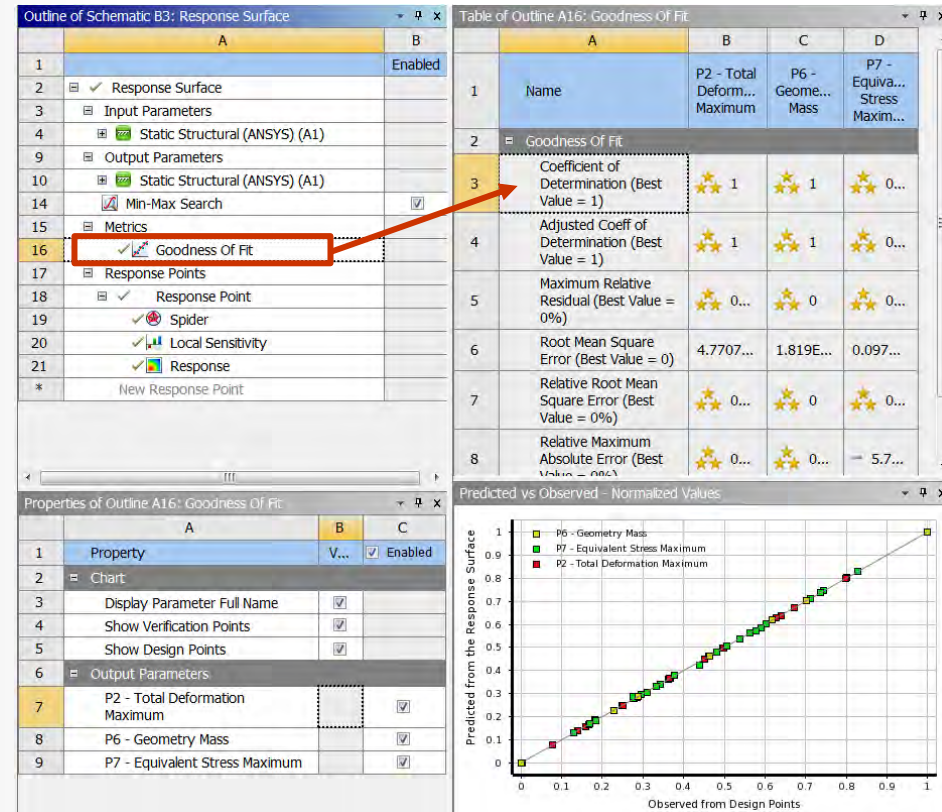 Outline of Schematic B3: Response Surface
A B
1 Enabled
2 Response Surface
3 Input Parameters
4 Static Structural (ANSYS) (A1)
9 Output Parameters
10 Static Structural (ANSYS) (A1)
14 Min-Max Search
15 Metrics
16 Goodness Of Fit
17 Response Points
18 Response Point
19 Spider
20 Local Sensitivity
21 Response
* New Response Point
Table of Outline A16: Goodness Of Fit
A B C D
1 Name
P2 - Total
Deform...
Maximum
P6 -
Geome...
Mass
P7 -
Equiva...
Stress
Maxim...
2 Goodness Of Fit
3
Coefficient of
Determination (Best
Value = 1)
1 1 0...
4
Adjusted Coeff of
Determination (Best
Value = 1)
1 1 0...
5
Maximum Relative
Residual (Best Value =
0%)
0... 0 0...
6
Root Mean Square
Error (Best Value = 0)
4.7707... 1.819E... 0.097...
7
Relative Root Mean
Square Error (Best
Value = 0%)
0... 0 0...
8
Relative Maximum
Absolute Error (Best
Value = 0%)
0... 0... 5.7...
Properties of Outline A16: Goodness Of Fit
A B C
1 Property V... Enabled
2 Chart
3 Display Parameter Full Name
4 Show Verification Points
5 Show Design Points
6 Output Parameters
7
P2 - Total Deformation
Maximum
8 P6 - Geometry Mass
9 P7 - Equivalent Stress Maximum
Predicted vs Observed - Normalized Values
Predicted from the Response Surface
1
0.9
0.8
0.7
0.6
0.5
0.4
0.3
0.2
0.1
0
P6 - Geometry Mass
P7 - Equivalent Stress Maximum
P2 - Total Deformation Maximum
0 0.1 0.2 0.3 0.4 0.5 0.6 0.7 0.8 0.9 1
Observed from Design Points